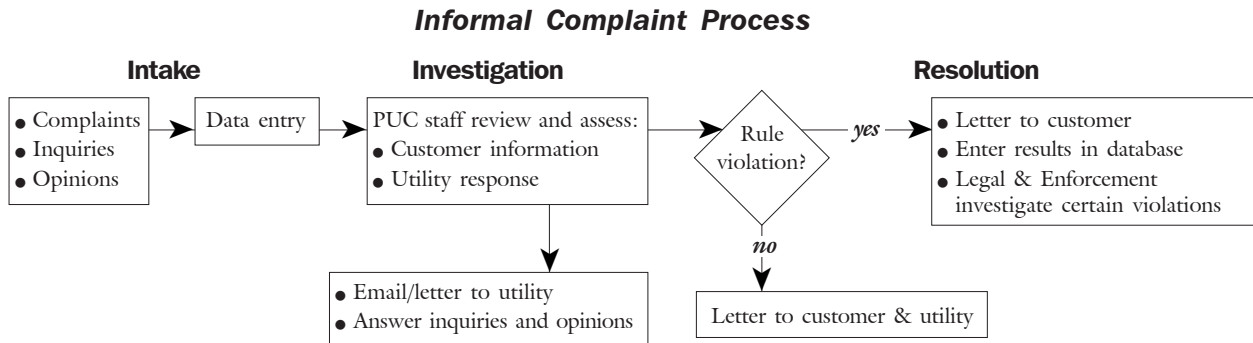 Informal Complaint Process
Intake
Investigation
Resolution
● Complaints
● Inquiries
● Opinions
Data entry
PUC staff review and assess:
● Customer information
● Utility response
Rule
violation?
yes
● Letter to customer
● Enter results in database
● Legal & Enforcement
investigate certain violations
no
● Email/letter to utility
● Answer inquiries and opinions
Letter to customer & utility